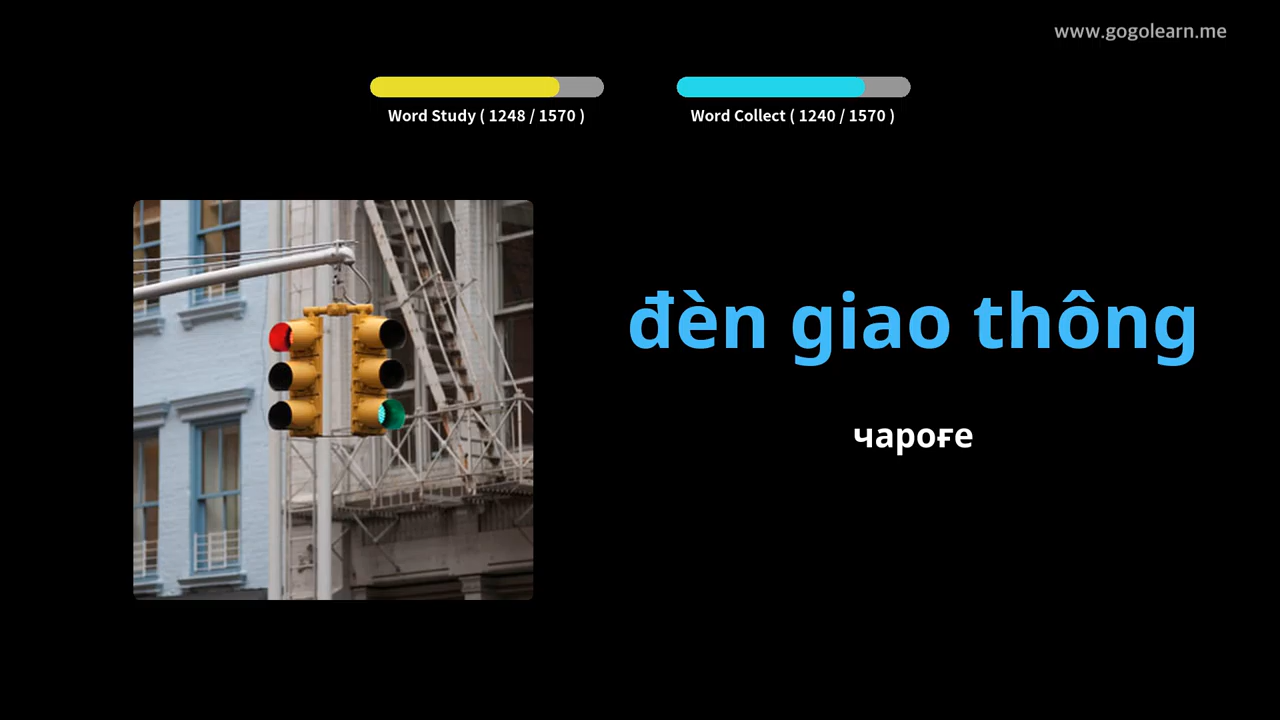 www.gogolearn.me
Word Study ( 1248 / 1570 )
Word Collect ( 1240 / 1570 )
đèn giao thông
чароғе